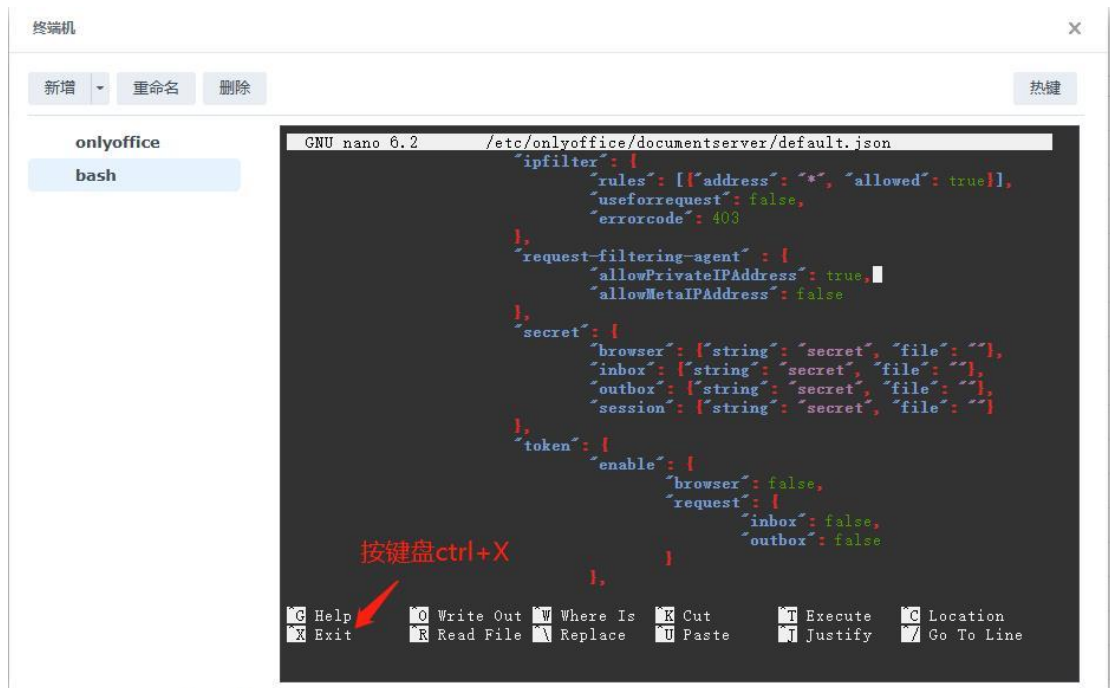 终端机
新增 重命名 删除 热键
onlyoffice
bash
GNU nano 6.2 /etc/onlyoffice/documentserver/default.json
"ipfilter": {
"rules": [{"address": "*", "allowed": true}],
"useforrequest": false,
"errorcode": 403
},
"request-filtering-agent" : {
"allowPrivateIPAddress": true,
"allowMetaIPAddress": false
},
"secret": {
"browser": {"string": "secret", "file": ""},
"inbox": {"string": "secret", "file": ""},
"outbox": {"string": "secret", "file": ""},
"session": {"string": "secret", "file": ""}
},
"token": {
"enable": {
"browser": false,
"request": {
"inbox": false,
"outbox": false
}
},
按键盘ctrl+X
^G Help ^O Write Out ^W Where Is ^K Cut ^T Execute ^C Location
^X Exit ^R Read File ^\ Replace ^U Paste ^J Justify ^/ Go To Line